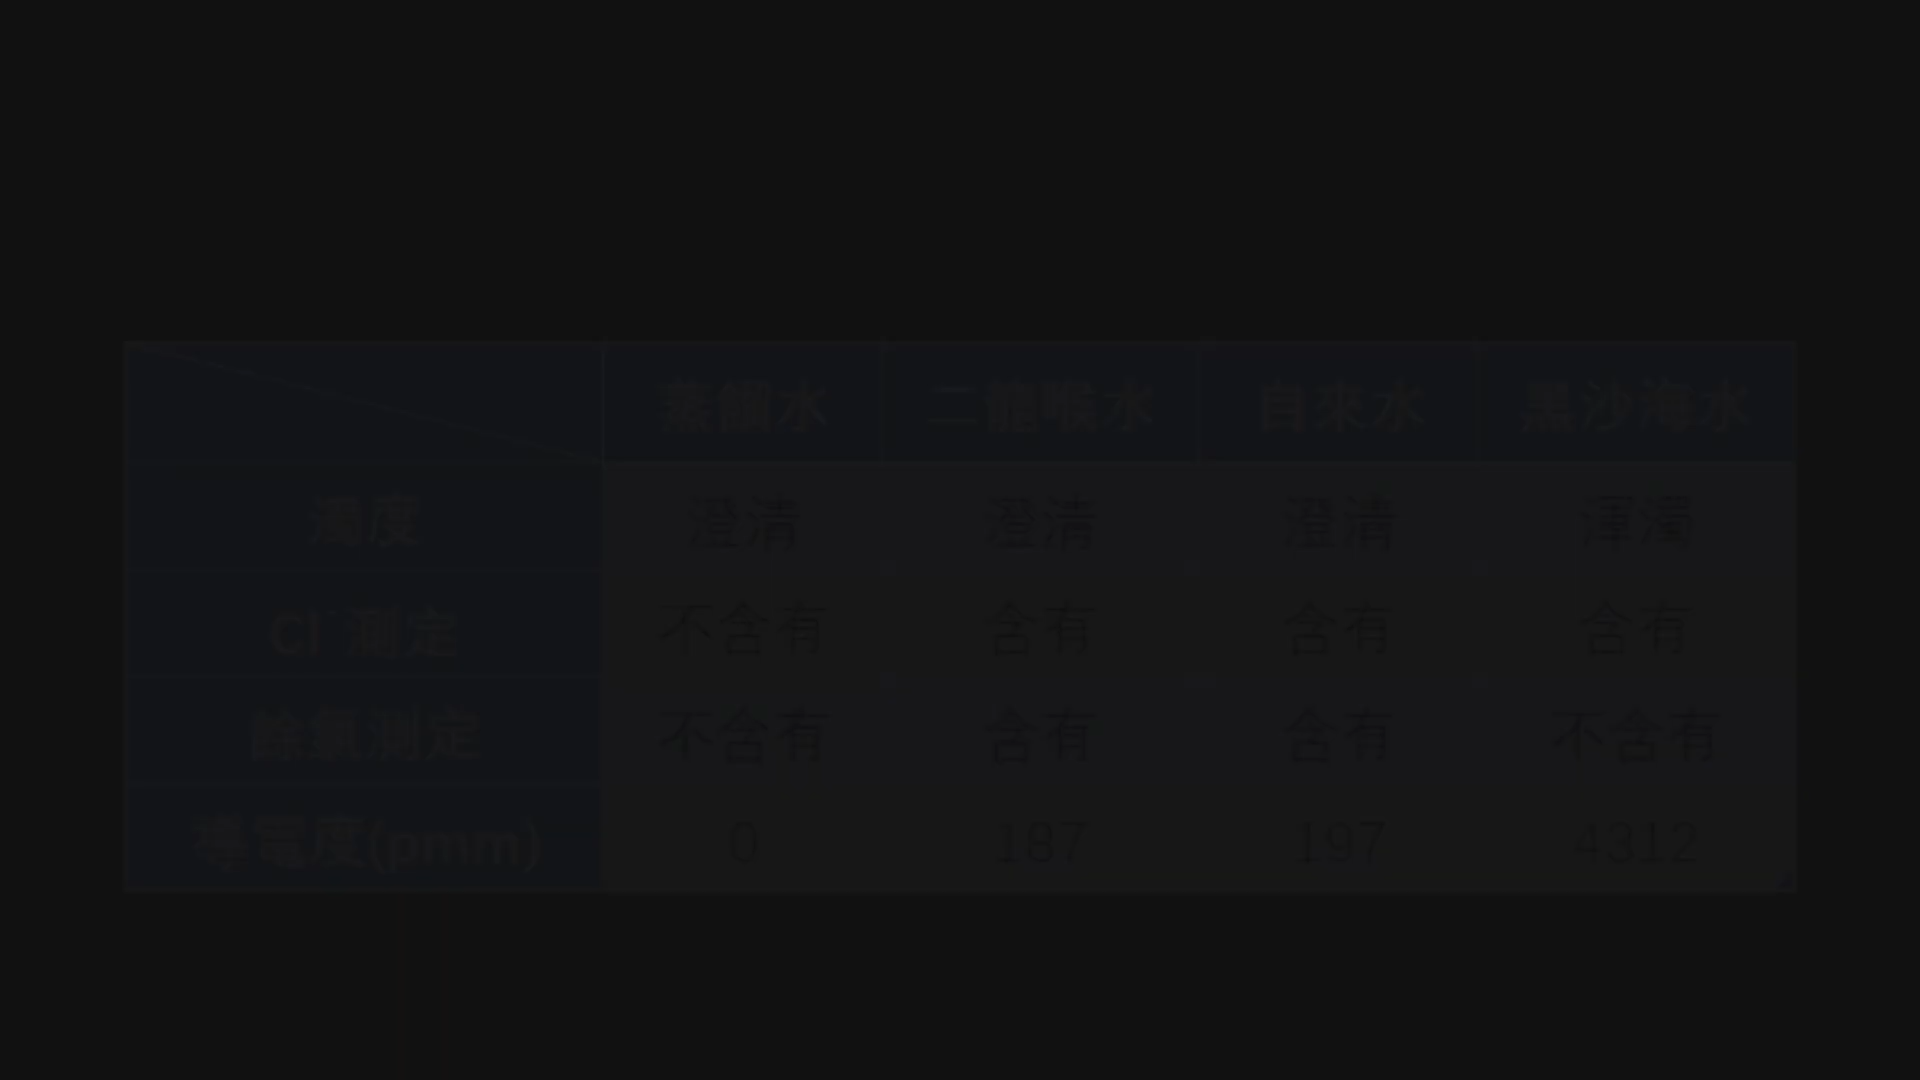 蒸餾水 二龍喉水 自來水 黑沙海水
濁度 澄清 澄清 澄清 渾濁
Cl⁻測定 不含有 含有 含有 含有
餘氯測定 不含有 含有 含有 不含有
導電度(pmm) 0 187 197 4312